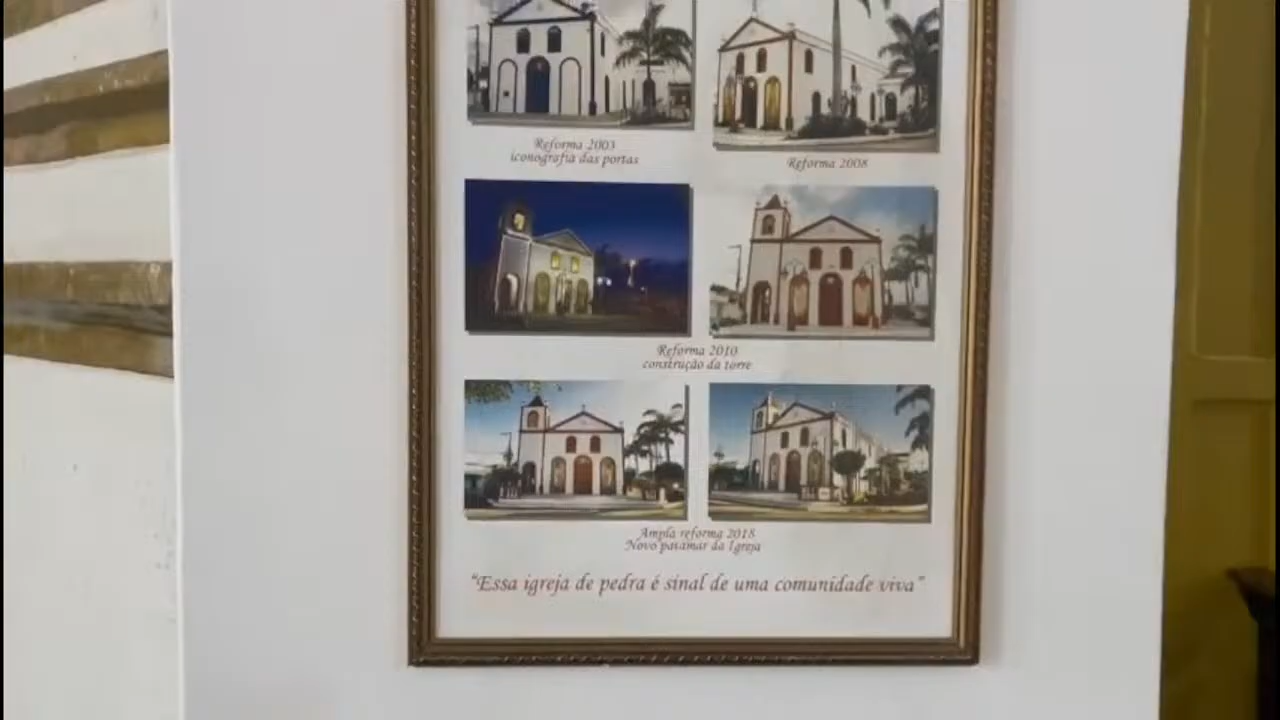 Reforma 2003
iconografia das portas
Reforma 2008
Reforma 2010
construção da torre
Ampla reforma 2018
Novo patamar da Igreja
"Essa igreja de pedra é sinal de uma comunidade viva"